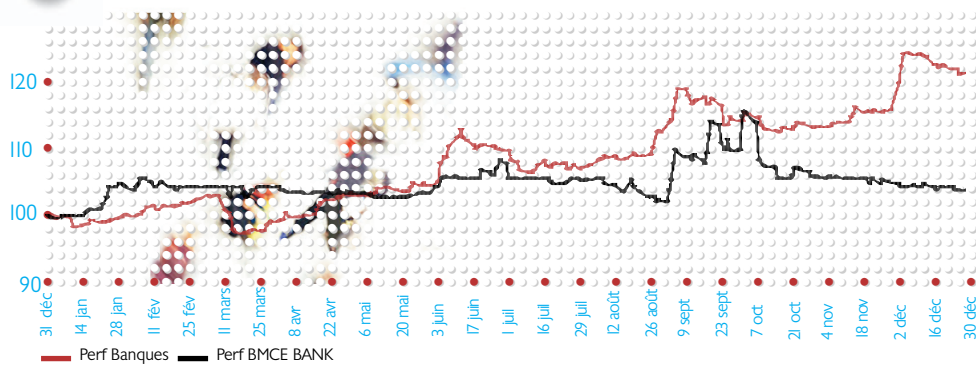 120
110
100
90
31 déc
14 jan
28 jan
11 fév
25 fév
11 mars
25 mars
8 avr
22 avr
6 mai
20 mai
3 juin
17 juin
1 juil
16 juil
29 juil
12 août
26 août
9 sept
23 sept
7 oct
21 oct
4 nov
18 nov
2 déc
16 déc
30 déc
Perf Banques Perf BMCE BANK